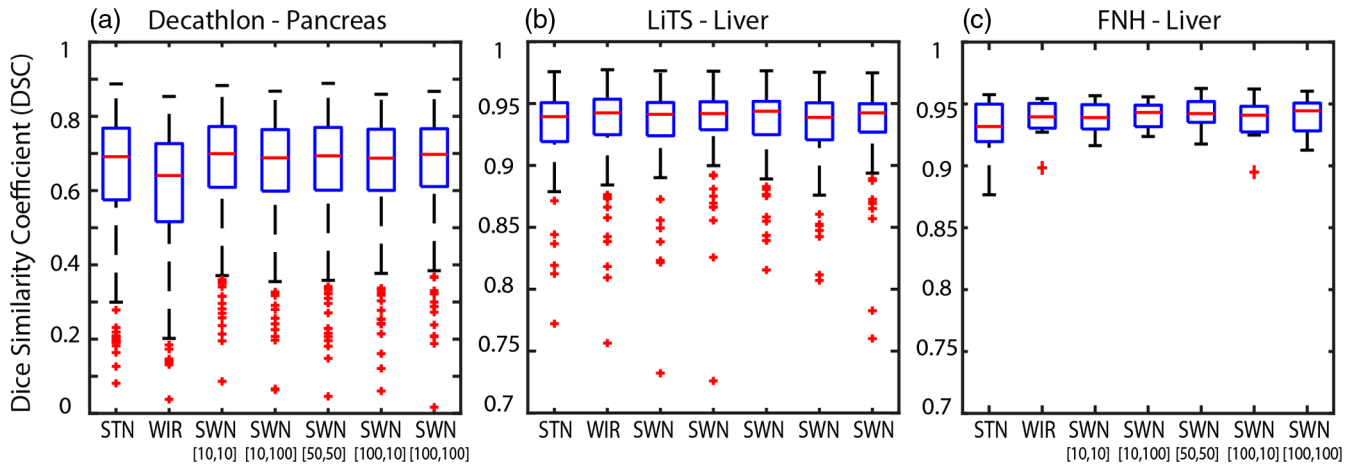 (a) Decathlon - Pancreas
(b) LiTS - Liver
(c) FNH - Liver
Dice Similarity Coefficient (DSC)
1
0.8
0.6
0.4
0.2
0
STN WIR SWN SWN SWN SWN SWN
[10,10] [10,100] [50,50] [100,10] [100,100]
1
0.95
0.9
0.85
0.8
0.75
0.7
STN WIR SWN SWN SWN SWN SWN
1
0.95
0.9
0.85
0.8
0.75
0.7
STN WIR SWN SWN SWN SWN SWN
[10,10] [10,100] [50,50] [100,10] [100,100]